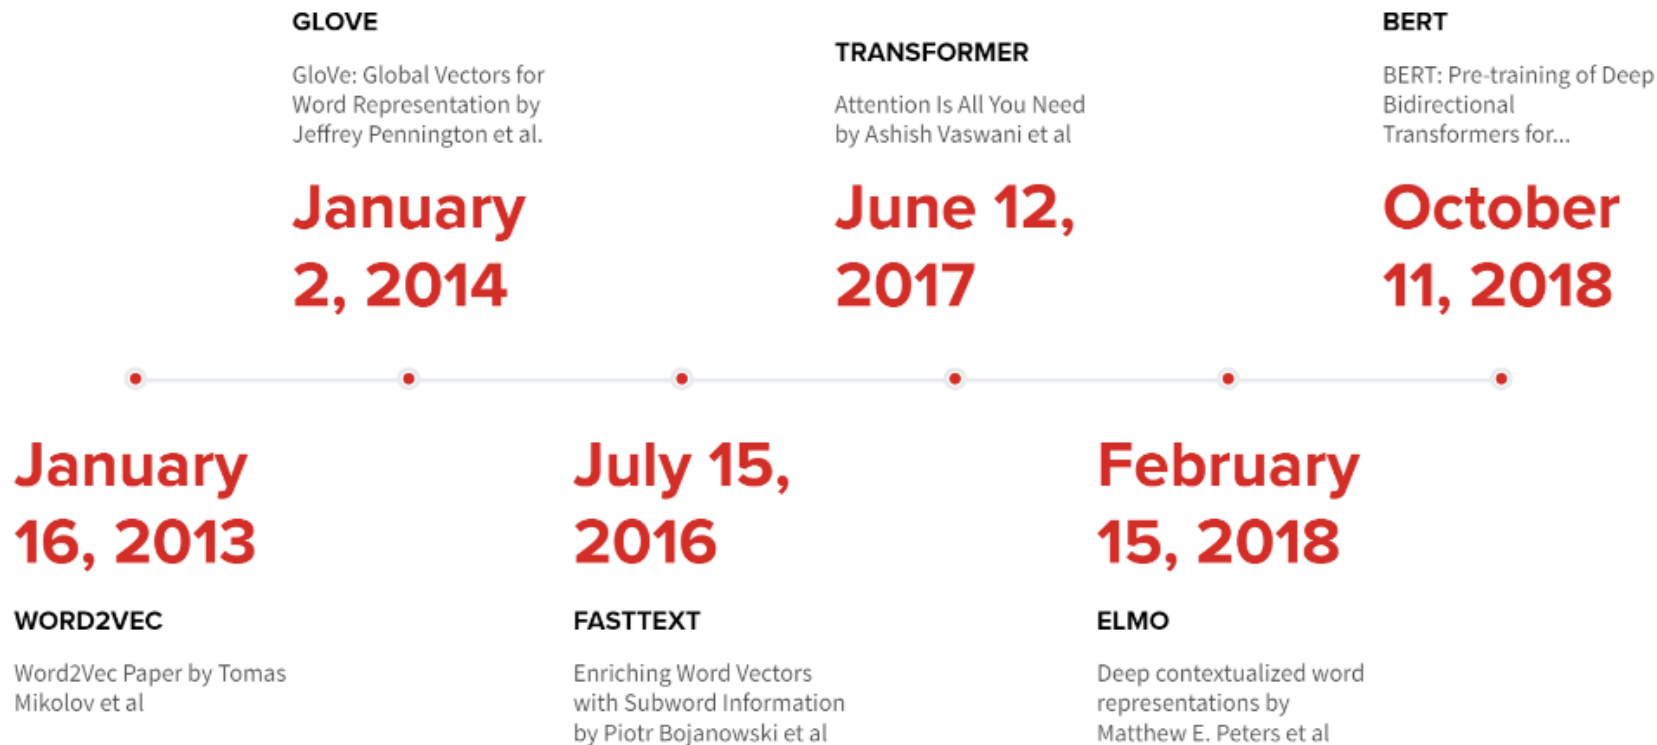 GLOVE
GloVe: Global Vectors for
Word Representation by
Jeffrey Pennington et al.
January
2, 2014
TRANSFORMER
Attention Is All You Need
by Ashish Vaswani et al
June 12,
2017
BERT
BERT: Pre-training of Deep
Bidirectional
Transformers for...
October
11, 2018
January
16, 2013
WORD2VEC
Word2Vec Paper by Tomas
Mikolov et al
July 15,
2016
FASTTEXT
Enriching Word Vectors
with Subword Information
by Piotr Bojanowski et al
February
15, 2018
ELMO
Deep contextualized word
representations by
Matthew E. Peters et al